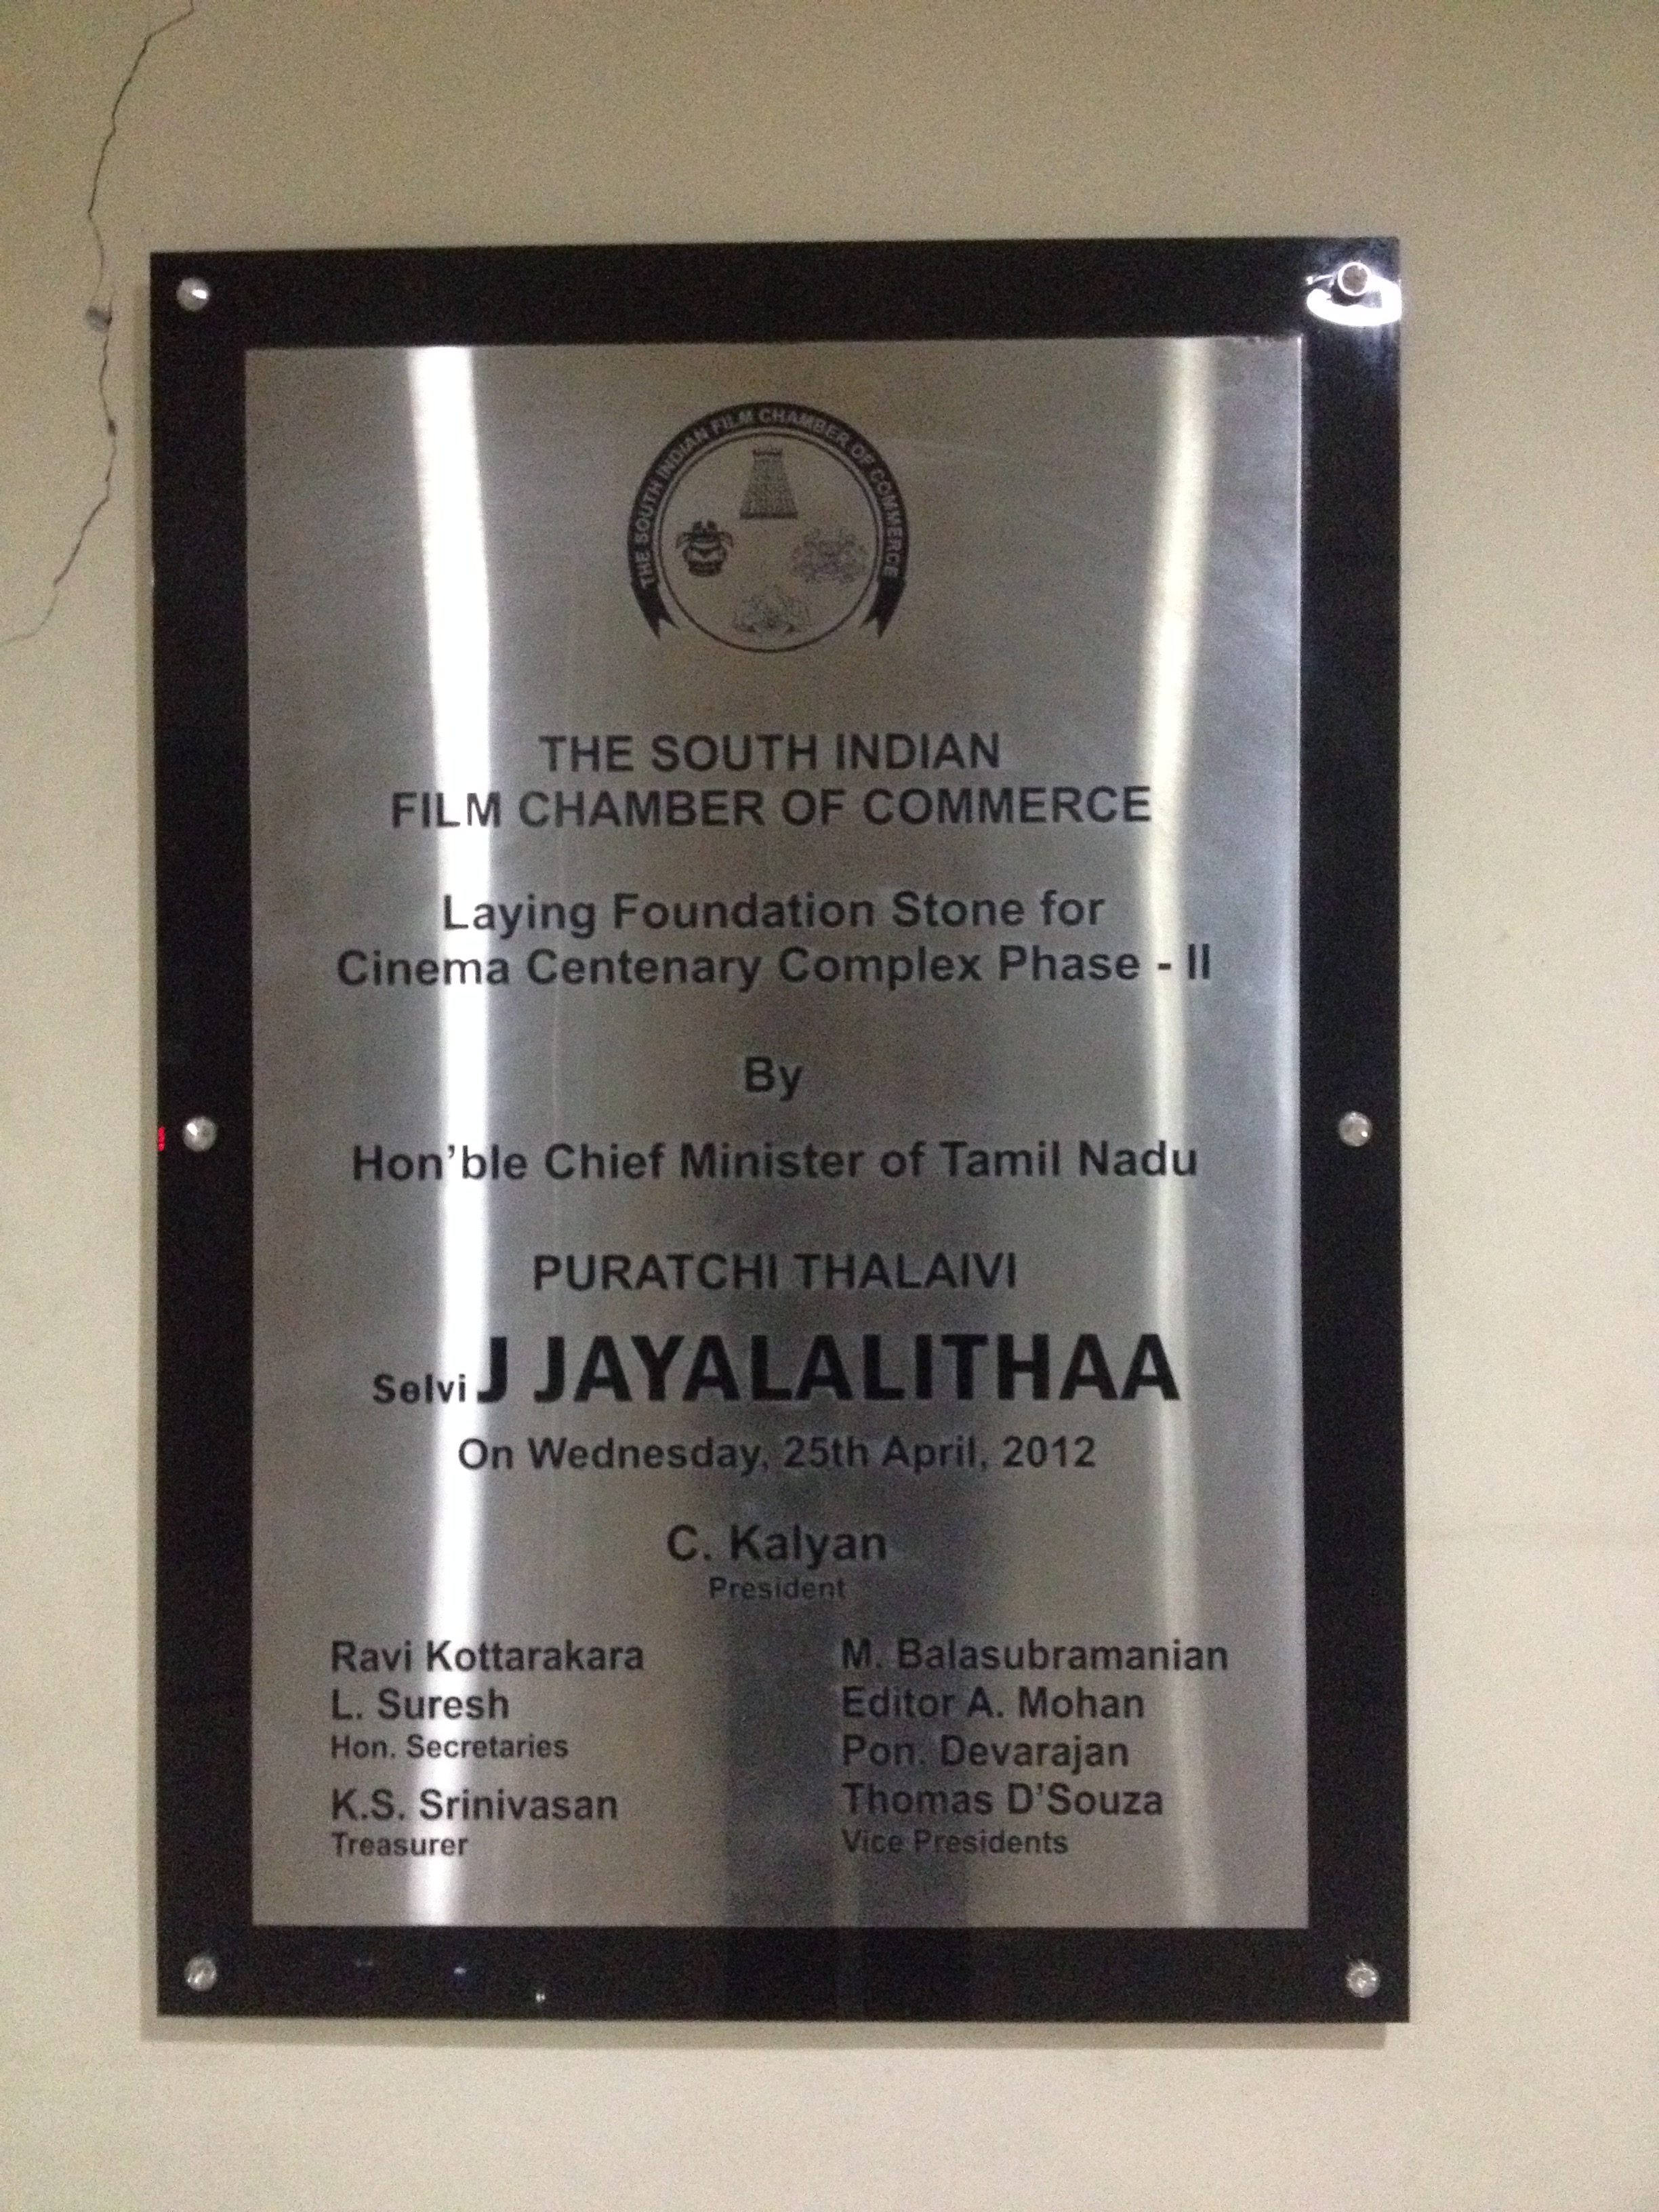 THE SOUTH INDIAN FILM CHAMBER OF COMMERCE
THE SOUTH INDIAN
FILM CHAMBER OF COMMERCE
Laying Foundation Stone for
Cinema Centenary Complex Phase - II
By
Hon'ble Chief Minister of Tamil Nadu
PURATCHI THALAIVI
Selvi J JAYALALITHAA
On Wednesday, 25th April, 2012
C. Kalyan
President
Ravi Kottarakara
L. Suresh
Hon. Secretaries
K.S. Srinivasan
Treasurer
M. Balasubramanian
Editor A. Mohan
Pon. Devarajan
Thomas D'Souza
Vice Presidents